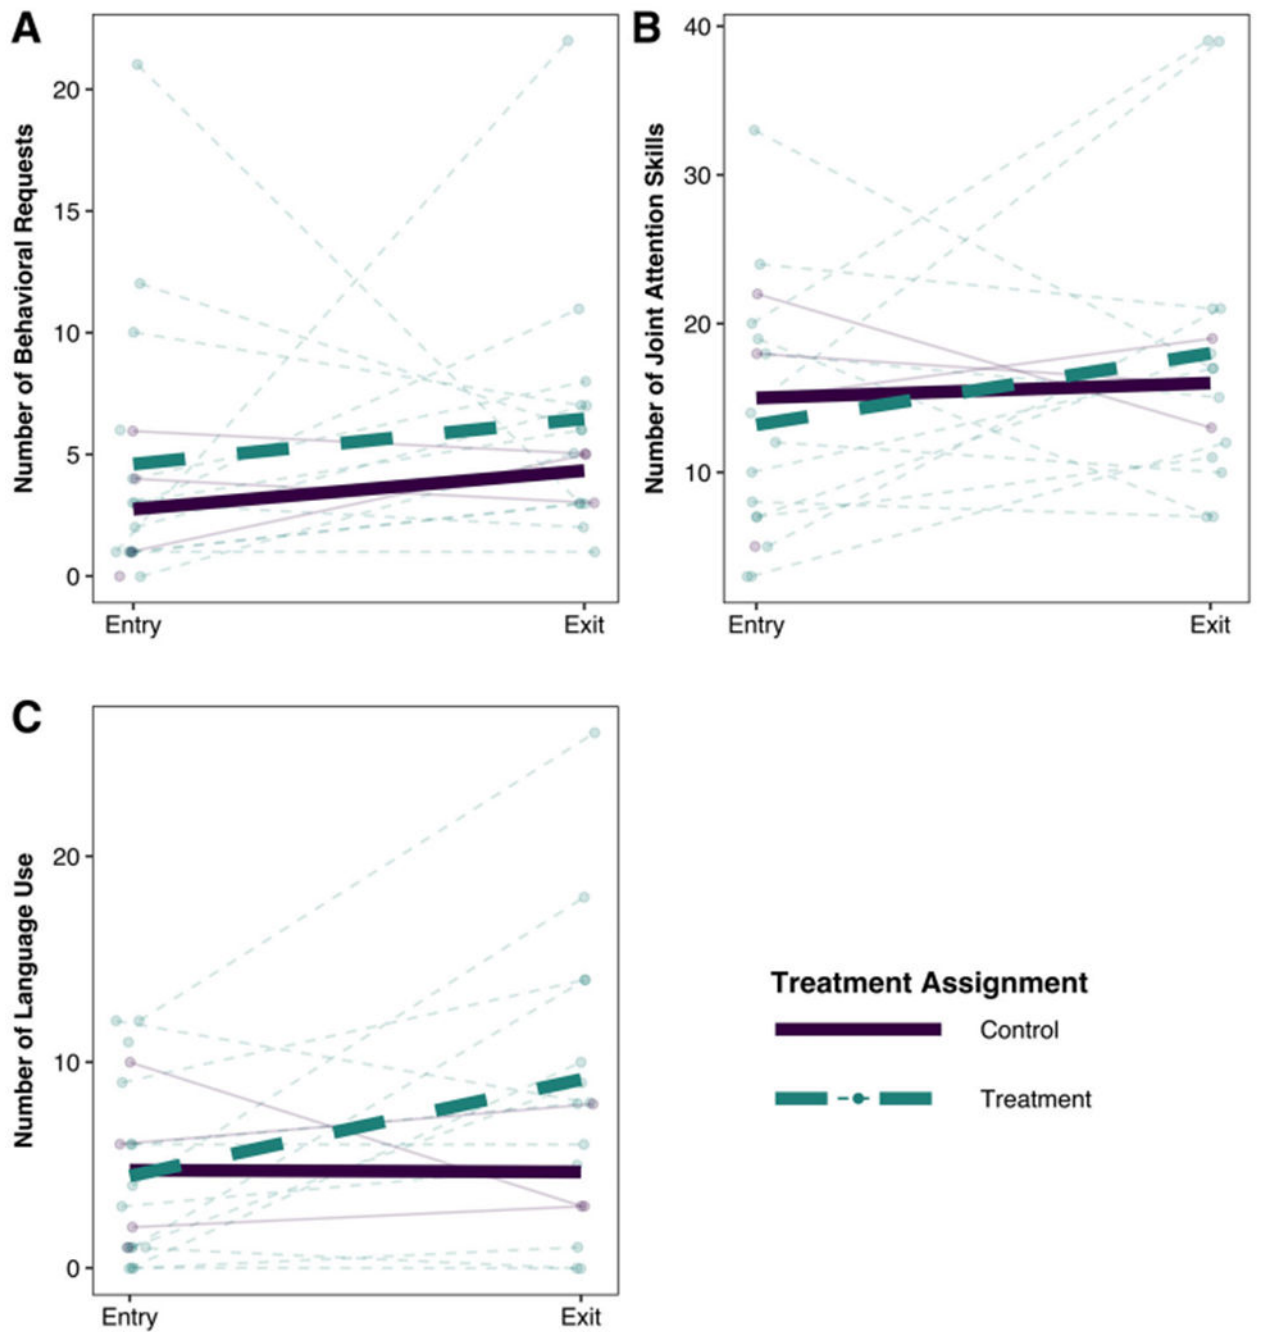 A
Number of Behavioral Requests
20
15
10
5
0
Entry
Exit
B
Number of Joint Attention Skills
40
30
20
10
Entry
Exit
C
Number of Language Use
20
10
0
Entry
Exit
Treatment Assignment
Control
Treatment